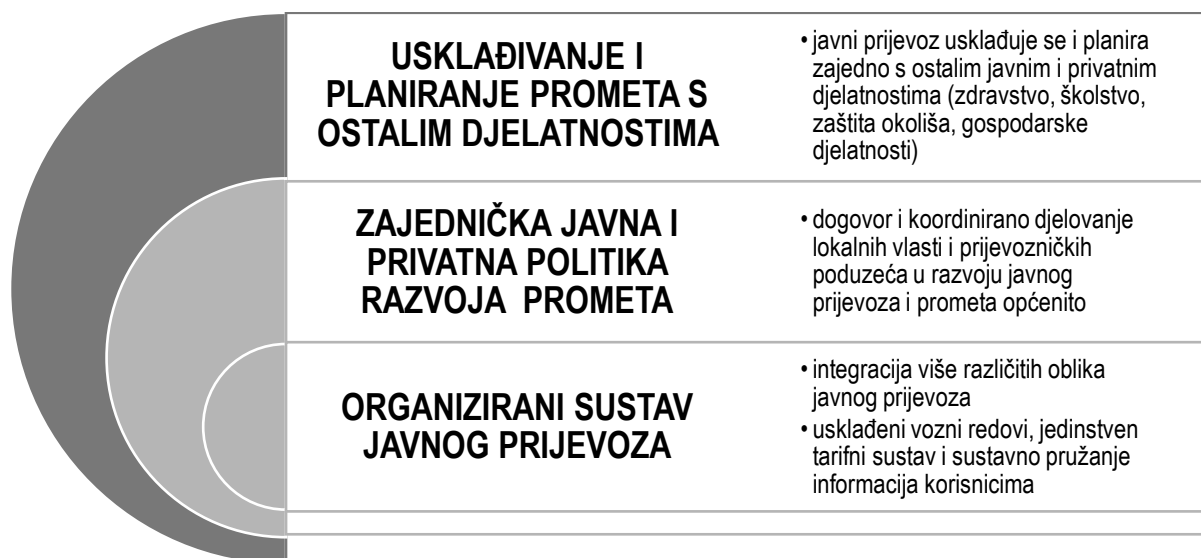 USKLAĐIVANJE I
PLANIRANJE PROMETA S
OSTALIM DJELATNOSTIMA
• javni prijevoz usklađuje se i planira
zajedno s ostalim javnim i privatnim
djelatnostima (zdravstvo, školstvo,
zaštita okoliša, gospodarske
djelatnosti)
ZAJEDNIČKA JAVNA I
PRIVATNA POLITIKA
RAZVOJA PROMETA
• dogovor i koordinirano djelovanje
lokalnih vlasti i prijevozničkih
poduzeća u razvoju javnog
prijevoza i prometa općenito
ORGANIZIRANI SUSTAV
JAVNOG PRIJEVOZA
• integracija više različitih oblika
javnog prijevoza
• usklađeni vozni redovi, jedinstven
tarifni sustav i sustavno pružanje
informacija korisnicima